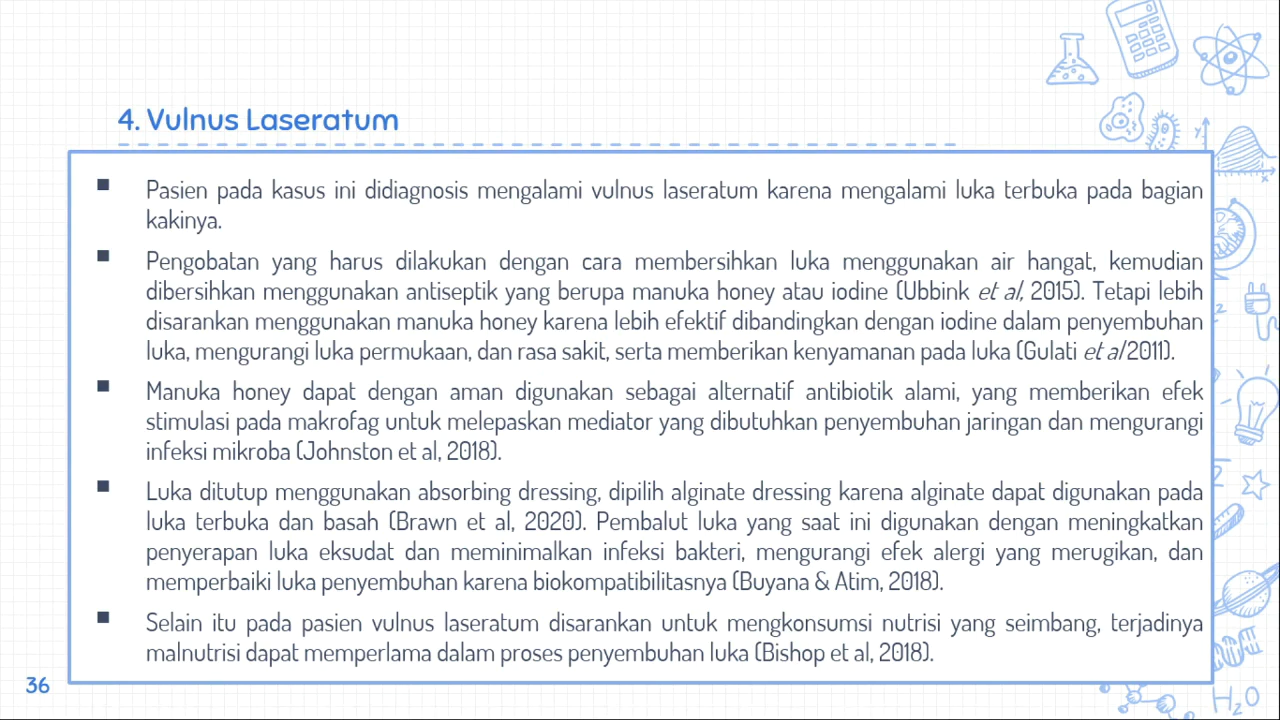 4. Vulnus Laseratum
Pasien pada kasus ini didiagnosis mengalami vulnus laseratum karena mengalami luka terbuka pada bagian
kakinya.
Pengobatan yang harus dilakukan dengan cara membersihkan luka menggunakan air hangat, kemudian
dibersihkan menggunakan antiseptik yang berupa manuka honey atau iodine (Ubbink et al, 2015). Tetapi lebih
disarankan menggunakan manuka honey karena lebih efektif dibandingkan dengan iodine dalam penyembuhan
luka, mengurangi luka permukaan, dan rasa sakit, serta memberikan kenyamanan pada luka (Gulati et al 2011).
Manuka honey dapat dengan aman digunakan sebagai alternatif antibiotik alami, yang memberikan efek
stimulasi pada makrofag untuk melepaskan mediator yang dibutuhkan penyembuhan jaringan dan mengurangi
infeksi mikroba (Johnston et al, 2018).
Luka ditutup menggunakan absorbing dressing, dipilih alginate dressing karena alginate dapat digunakan pada
luka terbuka dan basah (Brawn et al, 2020). Pembalut luka yang saat ini digunakan dengan meningkatkan
penyerapan luka eksudat dan meminimalkan infeksi bakteri, mengurangi efek alergi yang merugikan, dan
memperbaiki luka penyembuhan karena biokompatibilitasnya (Buyana & Atim, 2018).
Selain itu pada pasien vulnus laseratum disarankan untuk mengkonsumsi nutrisi yang seimbang, terjadinya
malnutrisi dapat memperlama dalam proses penyembuhan luka (Bishop et al, 2018).
36
H₂O